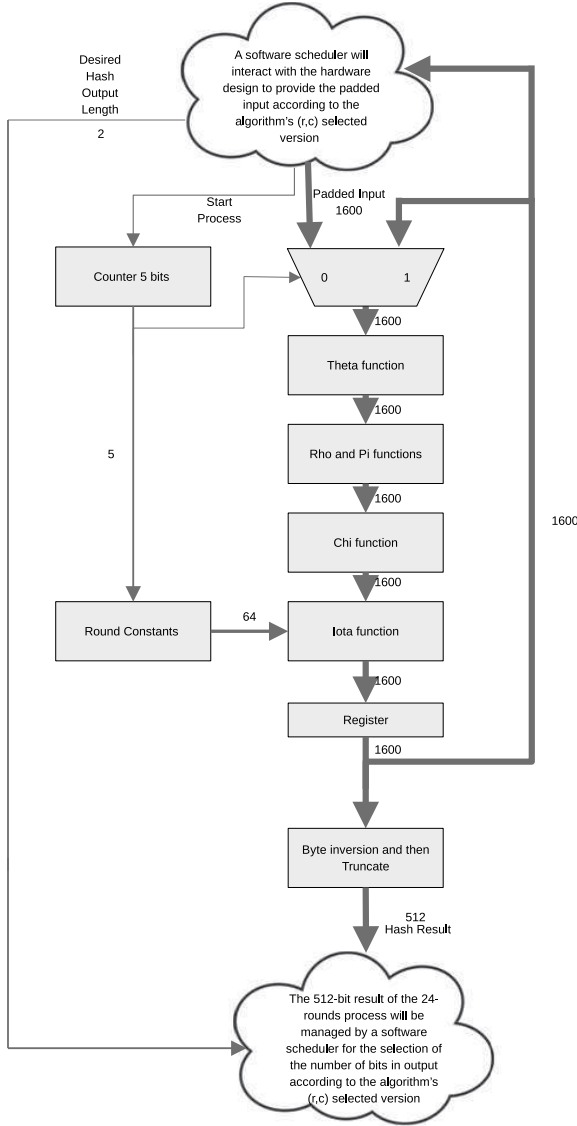 Desired
Hash
Output
Length
2
A software scheduler will
interact with the hardware
design to provide the padded
input according to the
algorithm's (r,c) selected
version
Start
Process
Padded Input
1600
Counter 5 bits
0
1
1600
Theta function
1600
Rho and Pi functions
5
1600
1600
Chi function
1600
Round Constants
64
Iota function
1600
Register
1600
Byte inversion and then
Truncate
512
Hash Result
The 512-bit result of the 24-
rounds process will be
managed by a software
scheduler for the selection of
the number of bits in output
according to the algorithm's
(r,c) selected version